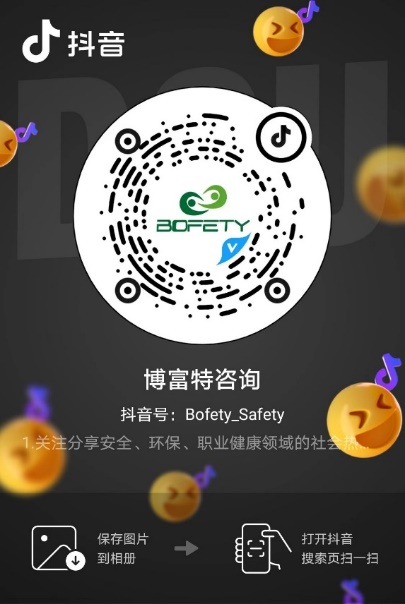 抖音
DOU
BOFETY
博富特咨询
抖音号：Bofety_Safety
1.关注分享安全、环保、职业健康领域的社会热...
保存图片
到相册
打开抖音
搜索页扫一扫